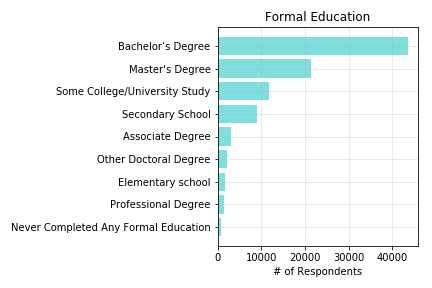 Formal Education
Bachelor’s Degree
Master's Degree
Some College/University Study
Secondary School
Associate Degree
Other Doctoral Degree
Elementary school
Professional Degree
Never Completed Any Formal Education
0 10000 20000 30000 40000
# of Respondents